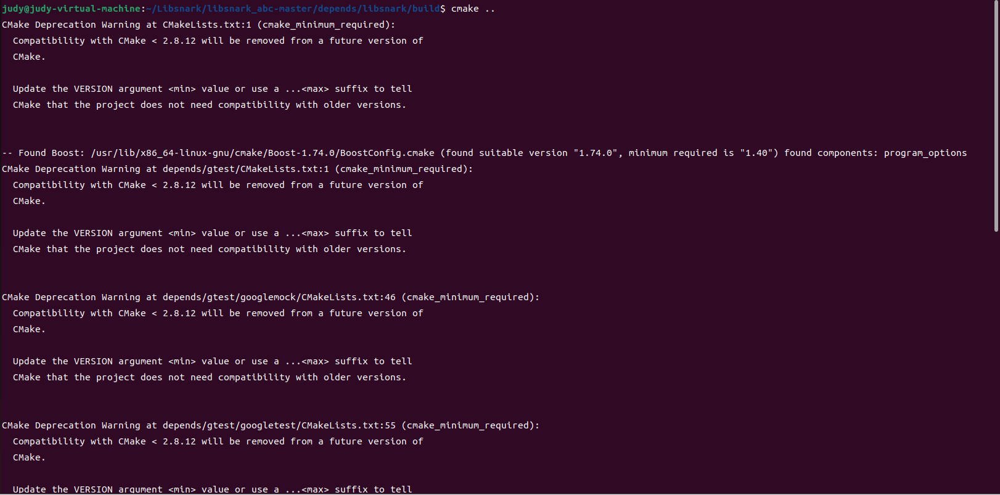 judy@judy-virtual-machine:~/Libsnark/libsnark_abc-master/depends/libsnark/build$ cmake ..
CMake Deprecation Warning at CMakeLists.txt:1 (cmake_minimum_required):
  Compatibility with CMake < 2.8.12 will be removed from a future version of
  CMake.

  Update the VERSION argument <min> value or use a ...<max> suffix to tell
  CMake that the project does not need compatibility with older versions.


-- Found Boost: /usr/lib/x86_64-linux-gnu/cmake/Boost-1.74.0/BoostConfig.cmake (found suitable version "1.74.0", minimum required is "1.40") found components: program_options
CMake Deprecation Warning at depends/gtest/CMakeLists.txt:1 (cmake_minimum_required):
  Compatibility with CMake < 2.8.12 will be removed from a future version of
  CMake.

  Update the VERSION argument <min> value or use a ...<max> suffix to tell
  CMake that the project does not need compatibility with older versions.


CMake Deprecation Warning at depends/gtest/googlemock/CMakeLists.txt:46 (cmake_minimum_required):
  Compatibility with CMake < 2.8.12 will be removed from a future version of
  CMake.

  Update the VERSION argument <min> value or use a ...<max> suffix to tell
  CMake that the project does not need compatibility with older versions.


CMake Deprecation Warning at depends/gtest/googletest/CMakeLists.txt:55 (cmake_minimum_required):
  Compatibility with CMake < 2.8.12 will be removed from a future version of
  CMake.

  Update the VERSION argument <min> value or use a ...<max> suffix to tell